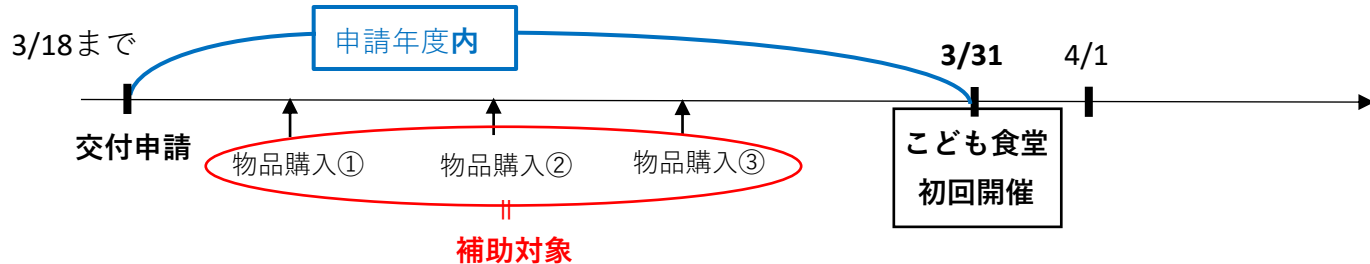 3/18まで
申請年度内
3/31
4/1
交付申請
物品購入①
物品購入②
物品購入③
こども食堂
初回開催
補助対象